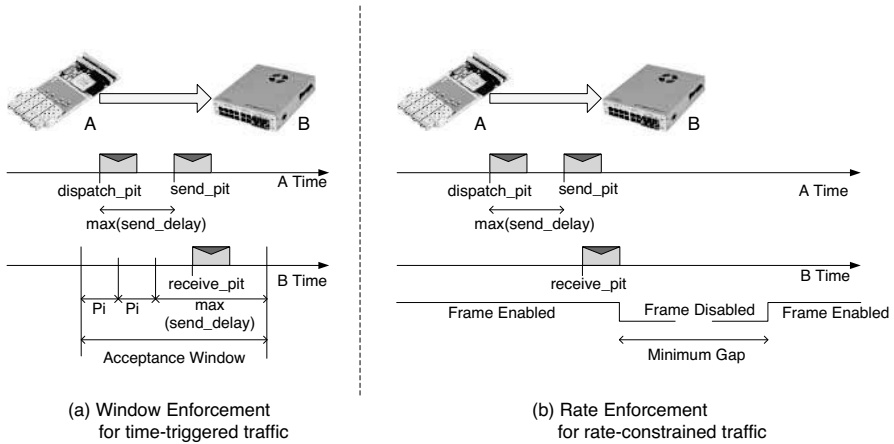 A
B
dispatch_pit
send_pit
A Time
max(send_delay)
receive_pit
B Time
Pi
Pi
max
(send_delay)
Acceptance Window
(a) Window Enforcement
for time-triggered traffic
A
B
dispatch_pit
send_pit
A Time
max(send_delay)
receive_pit
B Time
Frame Enabled
Frame Disabled
Frame Enabled
Minimum Gap
(b) Rate Enforcement
for rate-constrained traffic